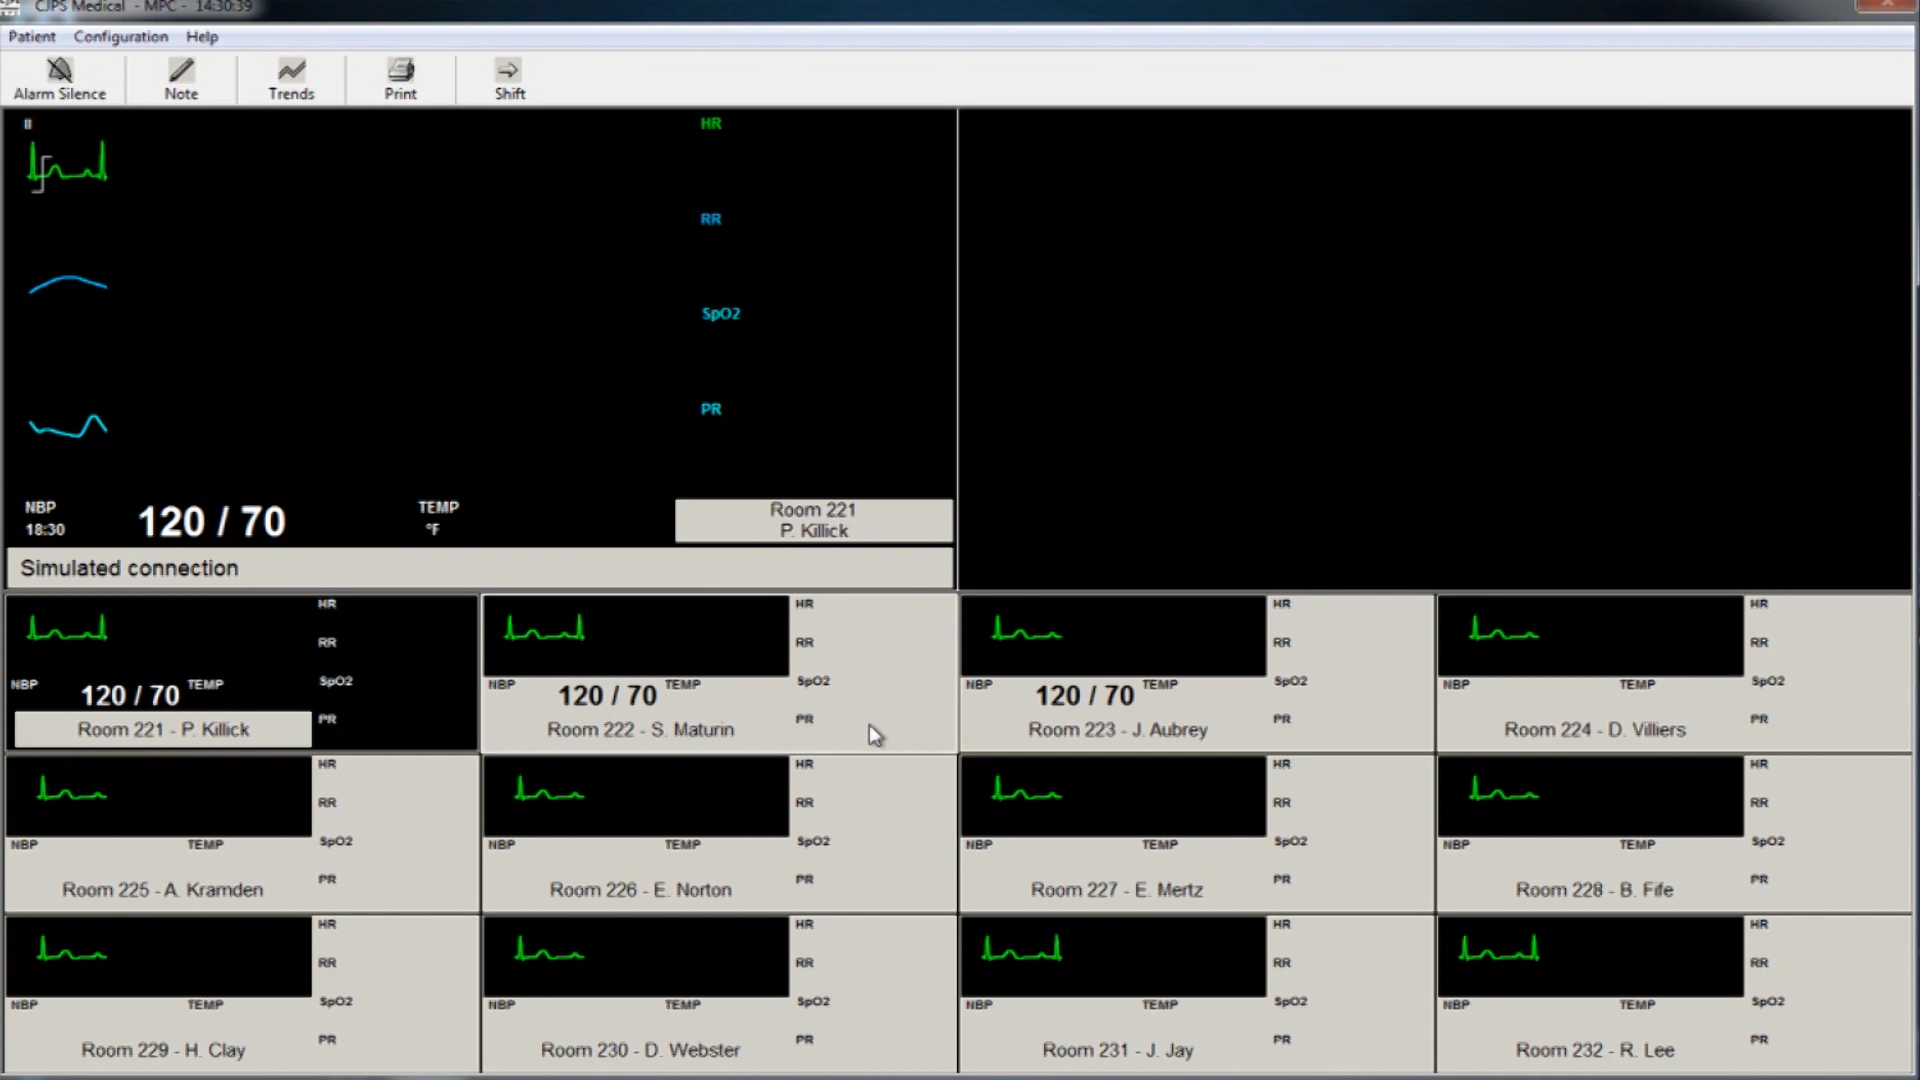 CJPS Medical - MPC - 14:30:39
Patient Configuration Help
Alarm Silence Note Trends Print Shift
II
HR
RR
SpO2
PR
NBP
18:30
120 / 70
TEMP
°F
Room 221
P. Killick
Simulated connection
HR
RR
SpO2
PR
NBP 120 / 70 TEMP
Room 221 - P. Killick
HR
RR
SpO2
PR
NBP 120 / 70 TEMP
Room 222 - S. Maturin
HR
RR
SpO2
PR
NBP 120 / 70 TEMP
Room 223 - J. Aubrey
HR
RR
SpO2
PR
NBP TEMP
Room 224 - D. Villiers
HR
RR
SpO2
PR
NBP TEMP
Room 225 - A. Kramden
HR
RR
SpO2
PR
NBP TEMP
Room 226 - E. Norton
HR
RR
SpO2
PR
NBP TEMP
Room 227 - E. Mertz
HR
RR
SpO2
PR
NBP TEMP
Room 228 - B. Fife
HR
RR
SpO2
PR
NBP TEMP
Room 229 - H. Clay
HR
RR
SpO2
PR
NBP TEMP
Room 230 - D. Webster
HR
RR
SpO2
PR
NBP TEMP
Room 231 - J. Jay
HR
RR
SpO2
PR
NBP TEMP
Room 232 - R. Lee